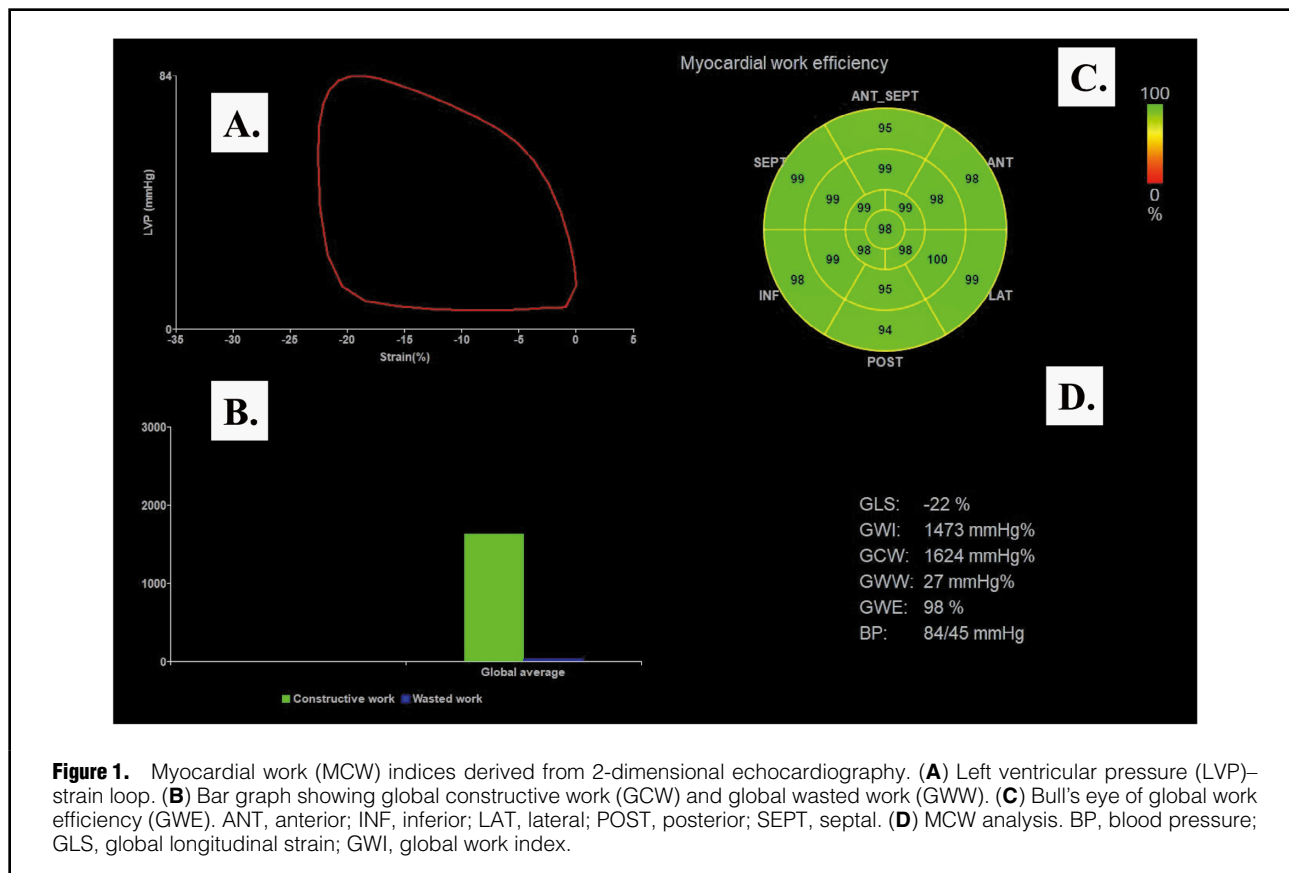 A.
84
LVP (mmHg)
0
-35 -30 -25 -20 -15 -10 -5 0 5
Strain(%)
Myocardial work efficiency
C.
100
0
%
ANT_SEPT
SEPT
ANT
INF
LAT
POST
95
99 99 98
99 99 99 98
98
98 99 98 98 100 99
95
94
B.
3000
2000
1000
0
Global average
Constructive work Wasted work
D.
GLS: -22 %
GWI: 1473 mmHg%
GCW: 1624 mmHg%
GWW: 27 mmHg%
GWE: 98 %
BP: 84/45 mmHg
Figure 1. Myocardial work (MCW) indices derived from 2-dimensional echocardiography. (A) Left ventricular pressure (LVP)–
strain loop. (B) Bar graph showing global constructive work (GCW) and global wasted work (GWW). (C) Bull's eye of global work
efficiency (GWE). ANT, anterior; INF, inferior; LAT, lateral; POST, posterior; SEPT, septal. (D) MCW analysis. BP, blood pressure;
GLS, global longitudinal strain; GWI, global work index.